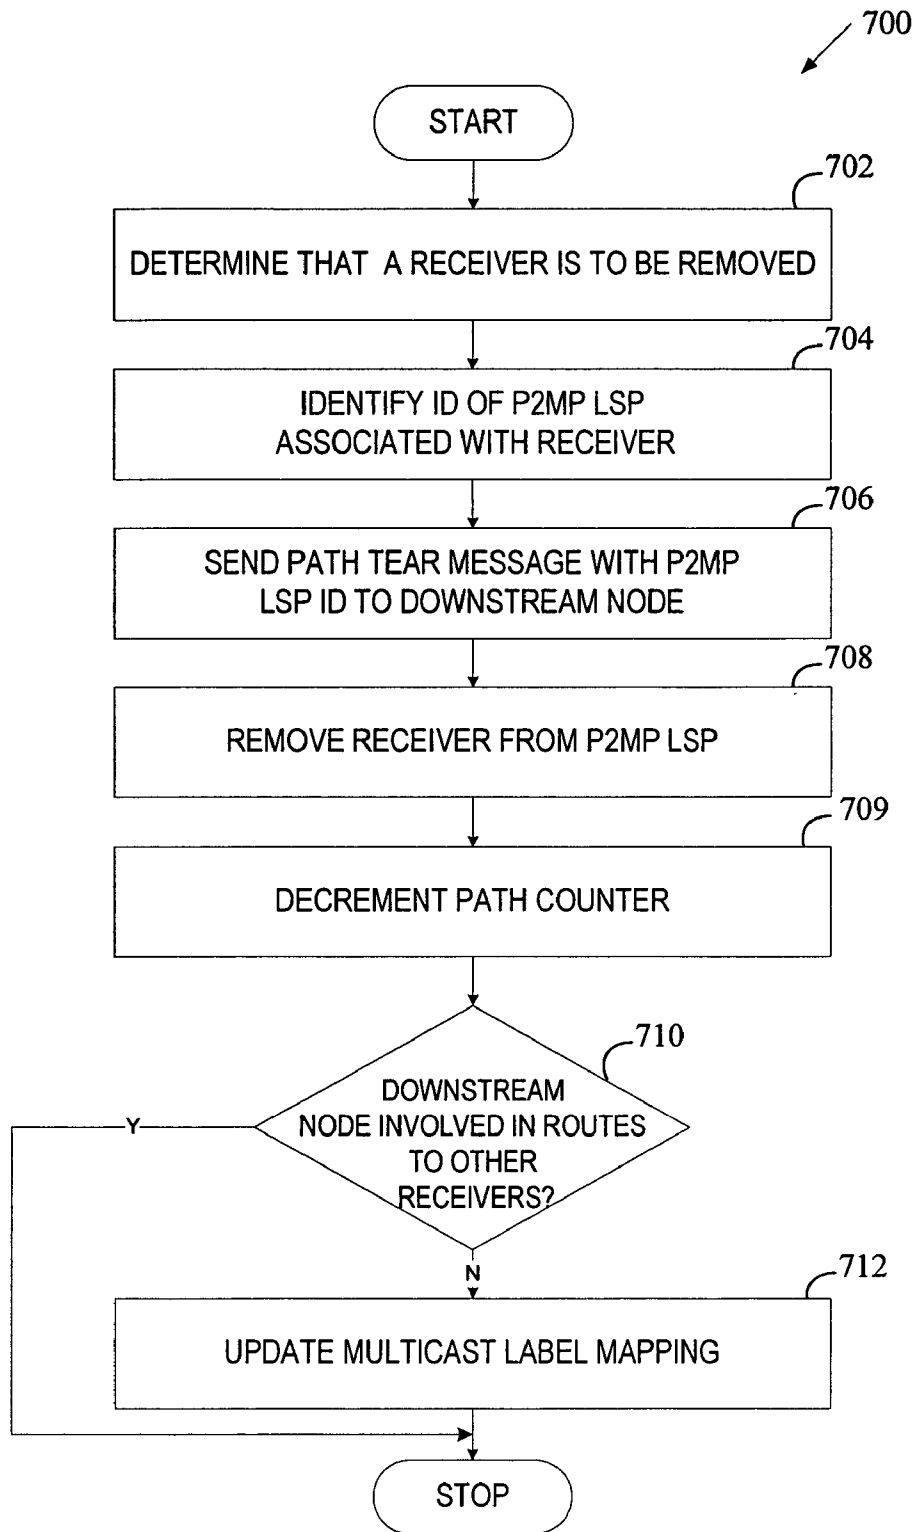 700
START
702
DETERMINE THAT A RECEIVER IS TO BE REMOVED
704
IDENTIFY ID OF P2MP LSP
ASSOCIATED WITH RECEIVER
706
SEND PATH TEAR MESSAGE WITH P2MP
LSP ID TO DOWNSTREAM NODE
708
REMOVE RECEIVER FROM P2MP LSP
709
DECREMENT PATH COUNTER
710
DOWNSTREAM
NODE INVOLVED IN ROUTES
TO OTHER
RECEIVERS?
Y
N
712
UPDATE MULTICAST LABEL MAPPING
STOP